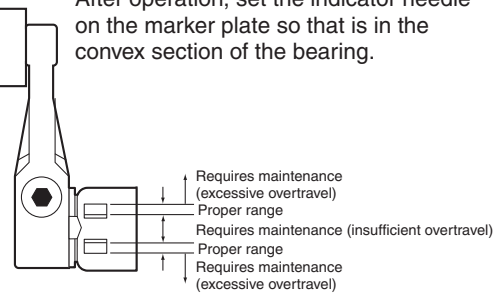 After operation, set the indicator needle
on the marker plate so that is in the
convex section of the bearing.
Requires maintenance
(excessive overtravel)
Proper range
Requires maintenance (insufficient overtravel)
Proper range
Requires maintenance
(excessive overtravel)